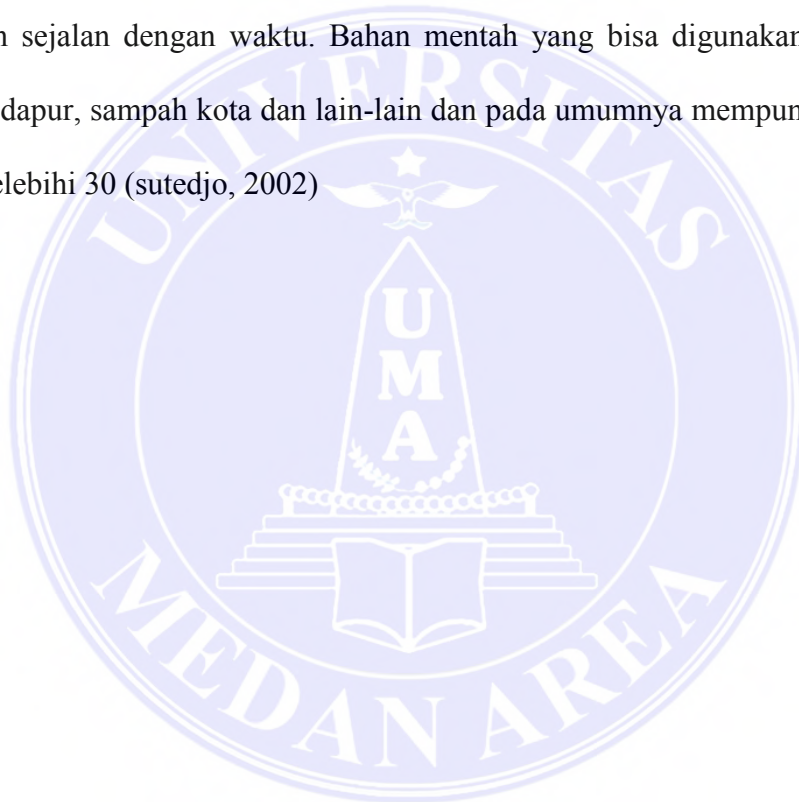 sejalan dengan waktu. Bahan mentah yang bisa digunakan
dapur, sampah kota dan lain-lain dan pada umumnya mempun
elebihi 30 (sutedjo, 2002)
UNIVERSITAS
UMA
MEDAN AREA